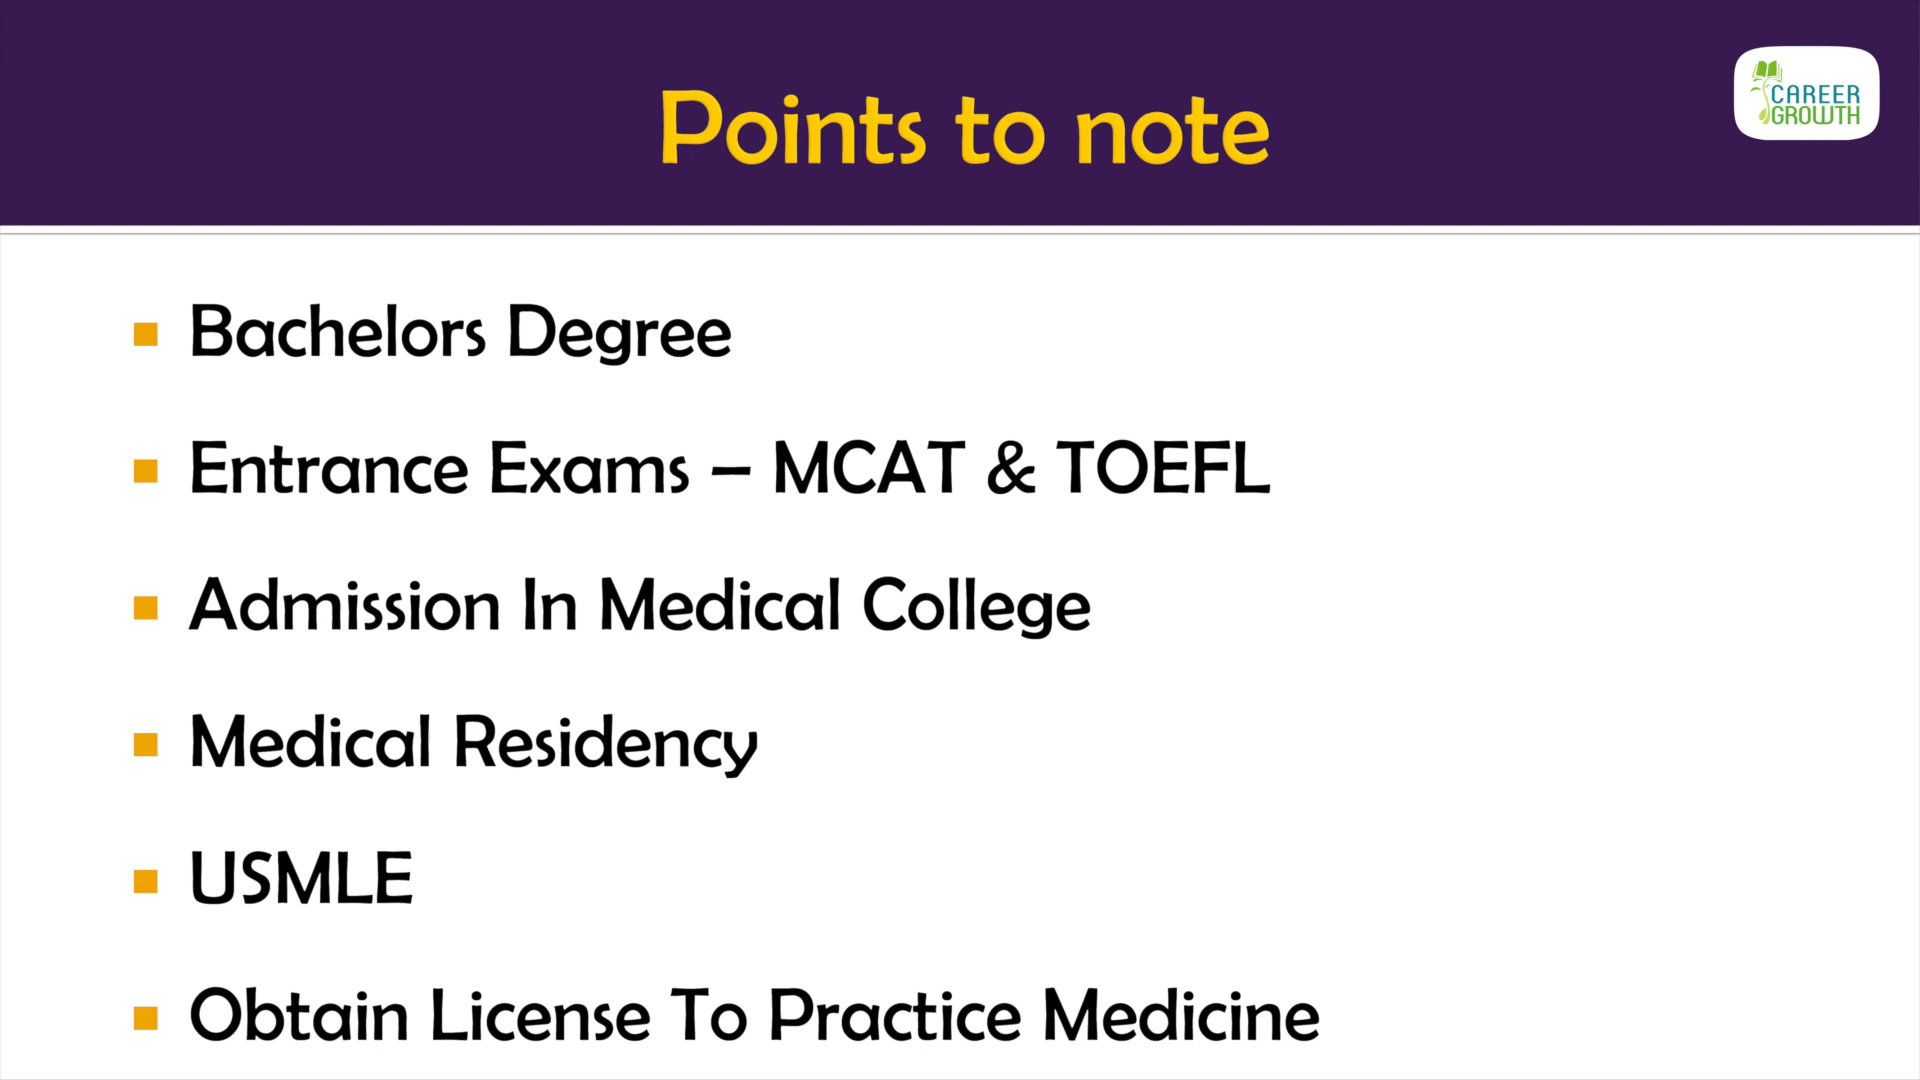 Points to note
CAREER
GROWTH
Bachelors Degree
Entrance Exams – MCAT & TOEFL
Admission In Medical College
Medical Residency
USMLE
Obtain License To Practice Medicine